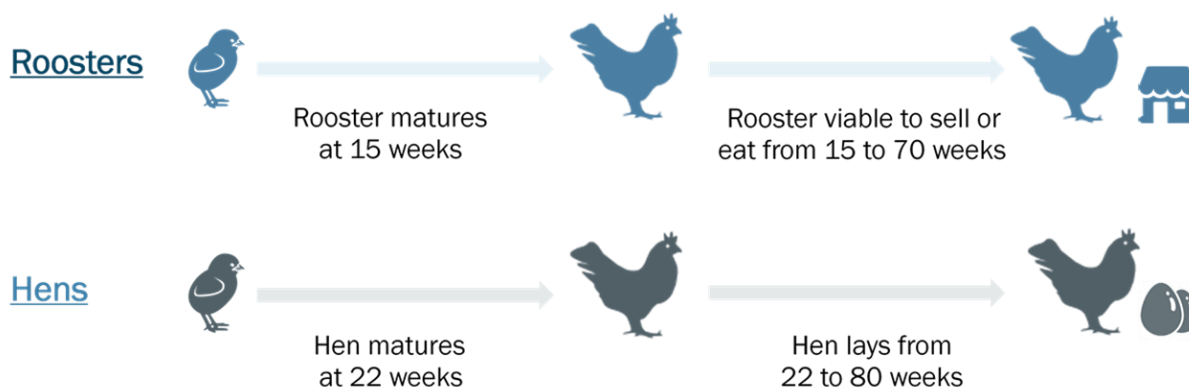 Roosters
Rooster matures
at 15 weeks
Rooster viable to sell or
eat from 15 to 70 weeks
Hens
Hen matures
at 22 weeks
Hen lays from
22 to 80 weeks